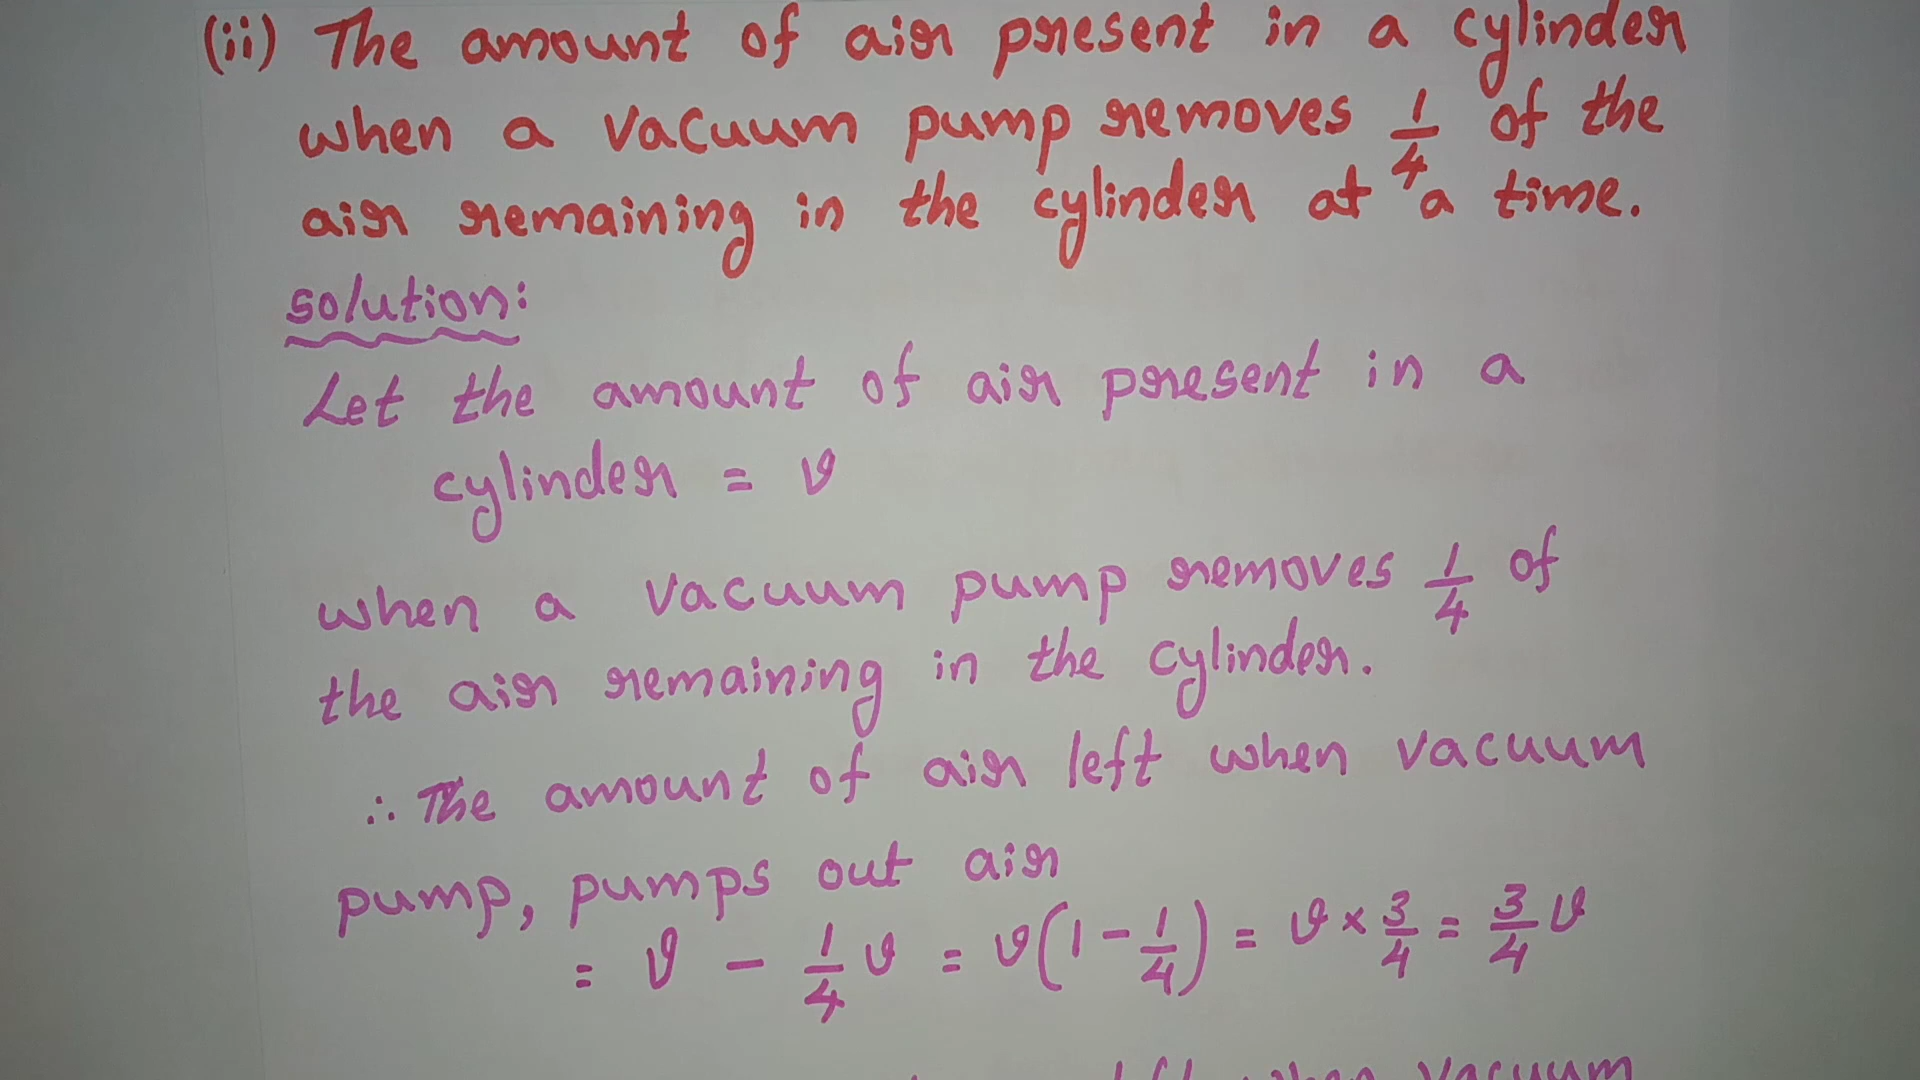 (ii) The amount of air present in a cylinder
when a vacuum pump removes 1/4 of the
air remaining in the cylinder at a time.
solution:
Let the amount of air present in a
cylinder = v
when a vacuum pump removes 1/4 of
the air remaining in the cylinder.
∴ The amount of air left when vacuum
pump, pumps out air
= v - 1/4 v = v(1 - 1/4) = v × 3/4 = 3/4 v
when vacuum